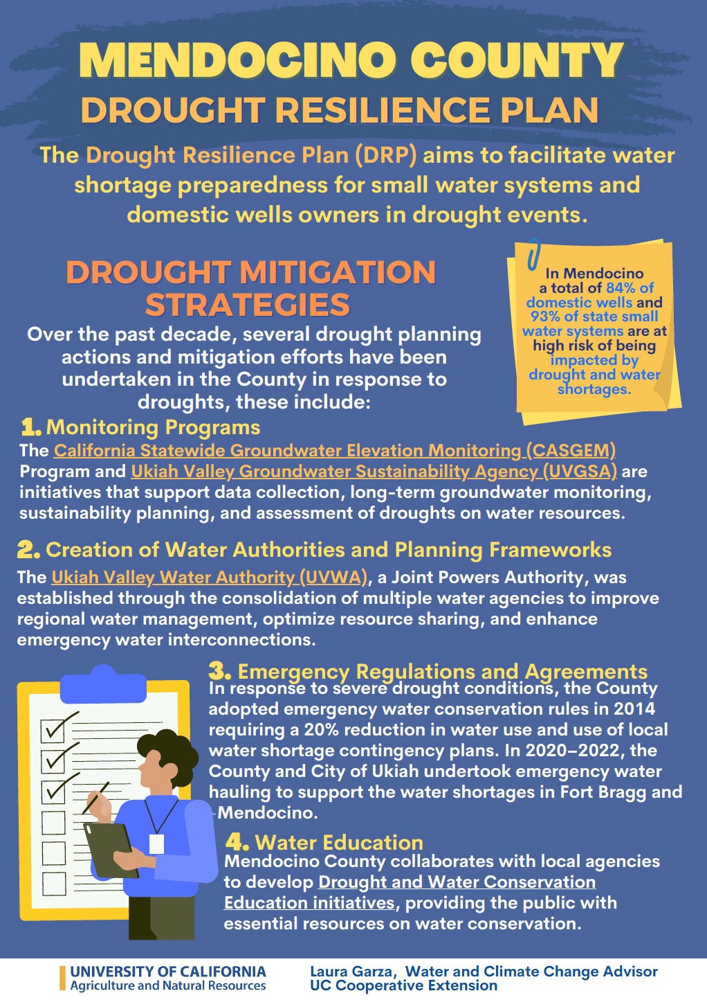 MENDOCINO COUNTY
DROUGHT RESILIENCE PLAN
The Drought Resilience Plan (DRP) aims to facilitate water
shortage preparedness for small water systems and
domestic wells owners in drought events.
DROUGHT MITIGATION
STRATEGIES
Over the past decade, several drought planning
actions and mitigation efforts have been
undertaken in the County in response to
droughts, these include:
In Mendocino
a total of 84% of
domestic wells and
93% of state small
water systems are at
high risk of being
impacted by
drought and water
shortages.
1. Monitoring Programs
The California Statewide Groundwater Elevation Monitoring (CASGEM)
Program and Ukiah Valley Groundwater Sustainability Agency (UVGSA) are
initiatives that support data collection, long-term groundwater monitoring,
sustainability planning, and assessment of droughts on water resources.
2. Creation of Water Authorities and Planning Frameworks
The Ukiah Valley Water Authority (UVWA), a Joint Powers Authority, was
established through the consolidation of multiple water agencies to improve
regional water management, optimize resource sharing, and enhance
emergency water interconnections.
3. Emergency Regulations and Agreements
In response to severe drought conditions, the County
adopted emergency water conservation rules in 2014
requiring a 20% reduction in water use and use of local
water shortage contingency plans. In 2020–2022, the
County and City of Ukiah undertook emergency water
hauling to support the water shortages in Fort Bragg and
-Mendocino.
4. Water Education
Mendocino County collaborates with local agencies
to develop Drought and Water Conservation
Education initiatives, providing the public with
essential resources on water conservation.
UNIVERSITY OF CALIFORNIA
Agriculture and Natural Resources
Laura Garza, Water and Climate Change Advisor
UC Cooperative Extension